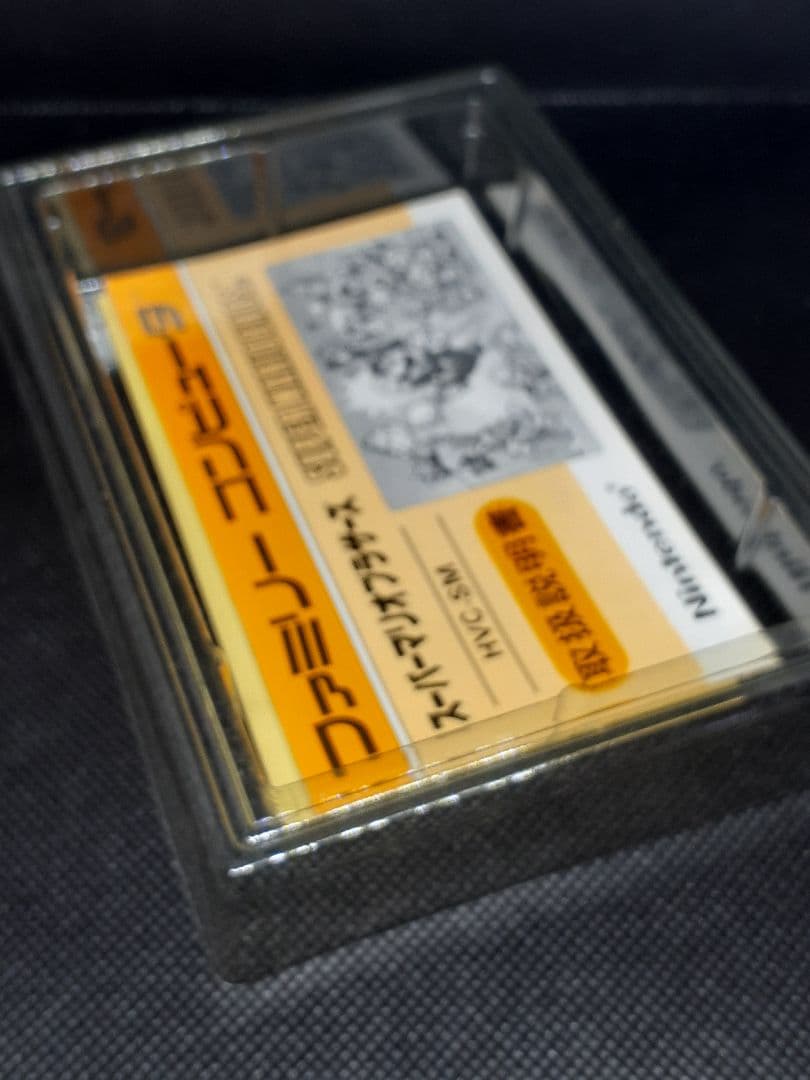 ファミリー コンピュータ
スーパーマリオブラザーズ
HVC-SM
取扱説明書
Nintendo®